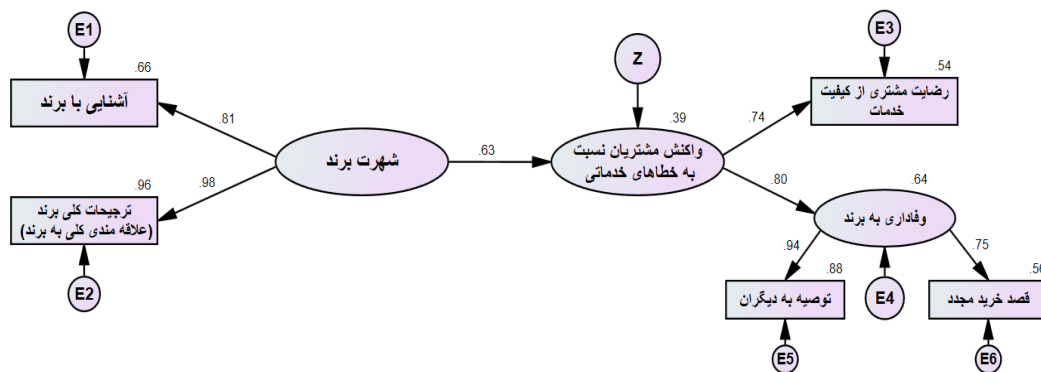 E1
.66
آشنایی با برند
.81
شهرت برند
.98
.96
ترجیحات کلی برند
(علاقه مندی کلی به برند)
E2
.63
Z
.39
واکنش مشتریان نسبت
به خطاهای خدماتی
.74
E3
.54
رضایت مشتری از کیفیت
خدمات
.80
.64
وفاداری به برند
.94
.75
.88
توصیه به دیگران
E4
.56
قصد خرید مجدد
E5
E6